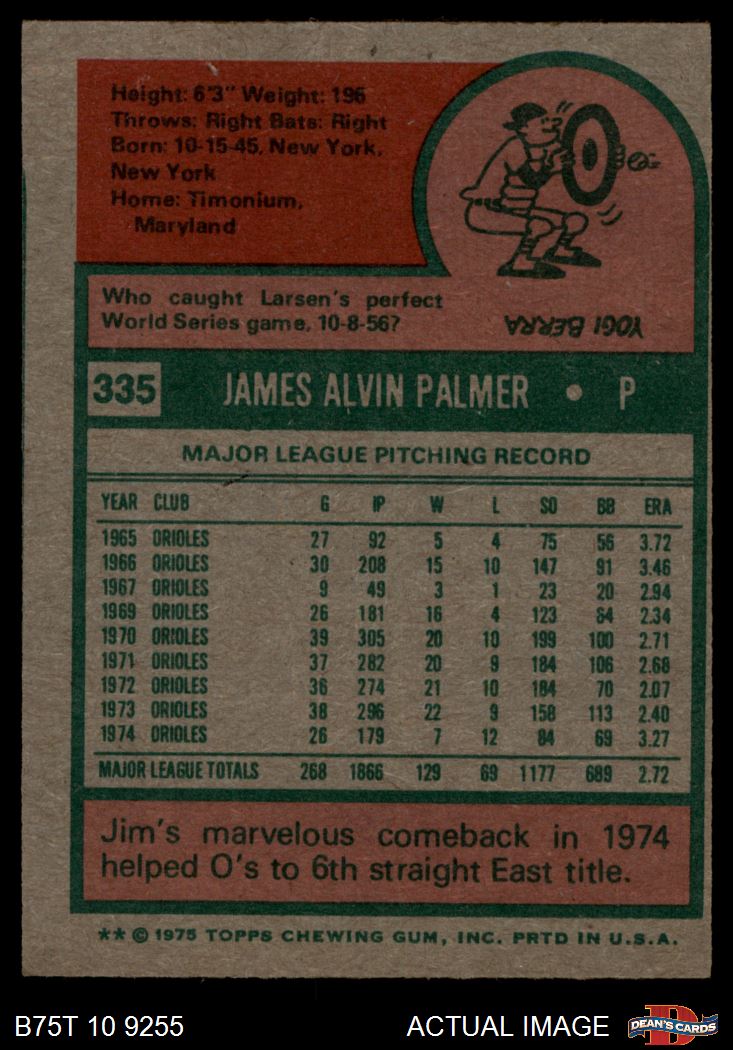 Height: 6'3" Weight: 196
Throws: Right Bats: Right
Born: 10-15-45, New York,
New York
Home: Timonium,
Maryland
Who caught Larsen's perfect
World Series game, 10-8-56?
YOGI BERRA
335 JAMES ALVIN PALMER • P
MAJOR LEAGUE PITCHING RECORD
YEAR CLUB G IP W L SO BB ERA
1965 ORIOLES 27 92 5 4 75 56 3.72
1966 ORIOLES 30 208 15 10 147 91 3.46
1967 ORIOLES 9 49 3 1 23 20 2.94
1969 ORIOLES 26 181 16 4 123 64 2.34
1970 ORIOLES 39 305 20 10 199 100 2.71
1971 ORIOLES 37 282 20 9 184 106 2.68
1972 ORIOLES 36 274 21 10 184 70 2.07
1973 ORIOLES 38 296 22 9 158 113 2.40
1974 ORIOLES 26 179 7 12 84 69 3.27
MAJOR LEAGUE TOTALS 268 1866 129 69 1177 689 2.72
Jim's marvelous comeback in 1974
helped O's to 6th straight East title.
** © 1975 TOPPS CHEWING GUM, INC. PRTD IN U.S.A.
B75T 10 9255 ACTUAL IMAGE DEAN'S CARDS